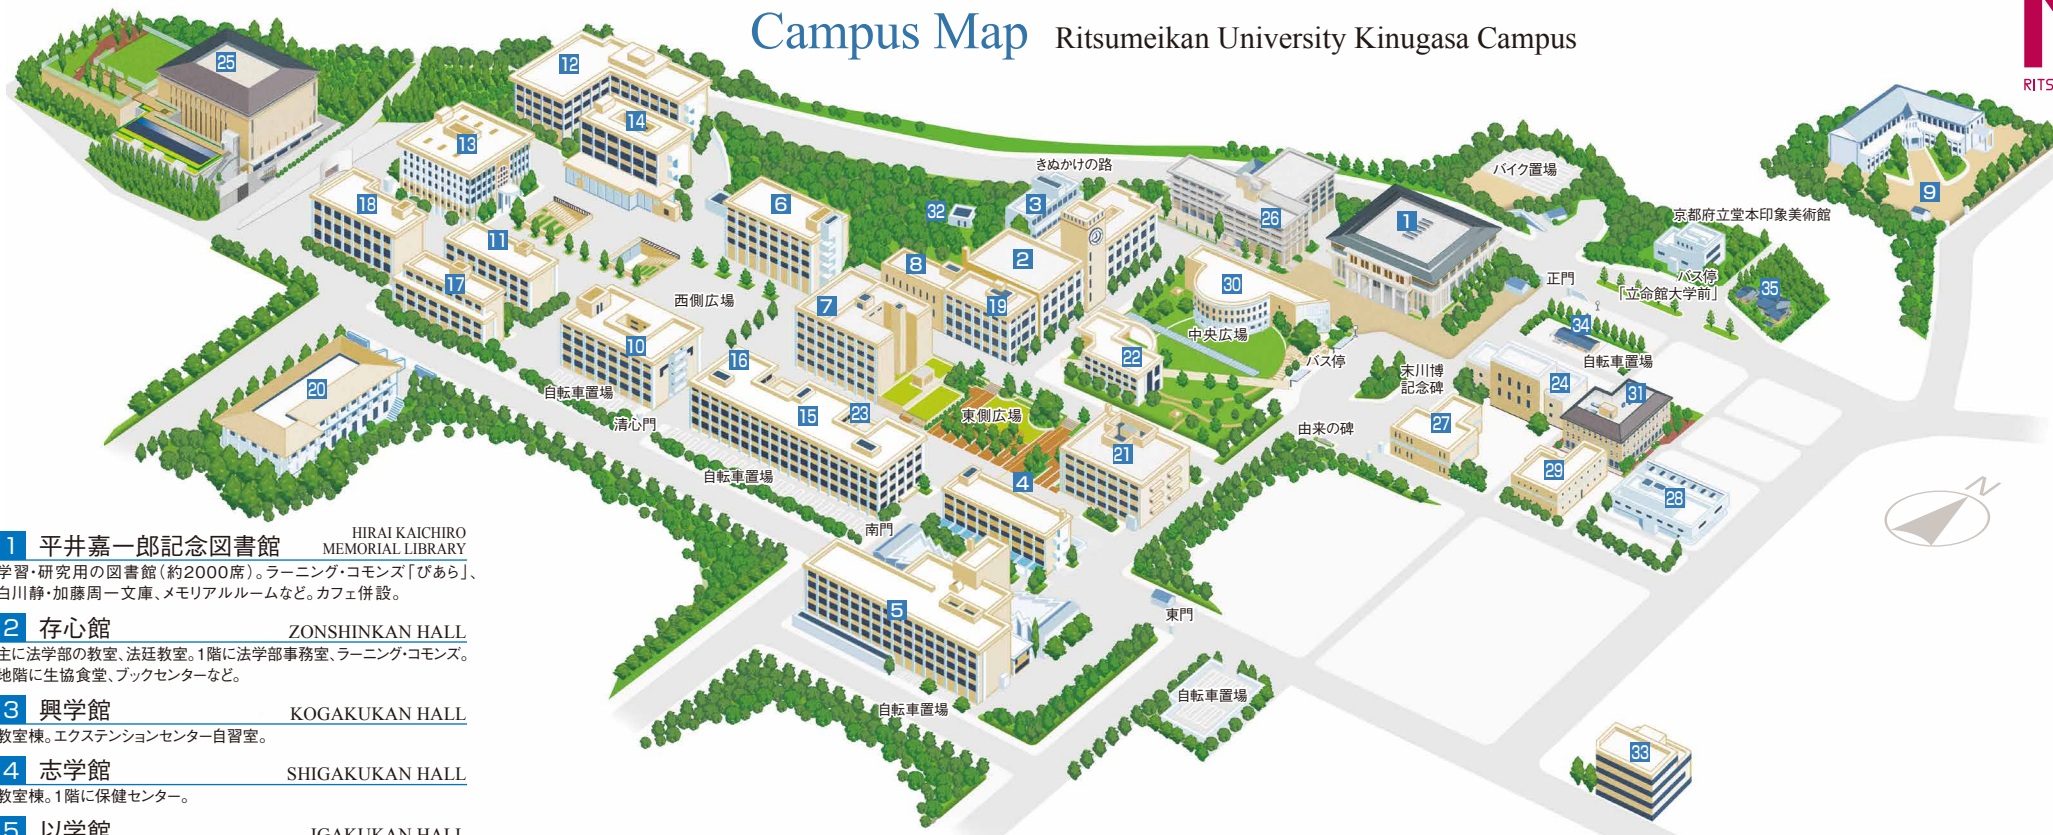 Campus Map Ritsumeikan University Kinugasa Campus
RITS
25
12
14
13
18
11
17
6
32
きぬかけの路
3
26
1
バイク置場
9
京都府立堂本印象美術館
バス停
「立命館大学前」
35
正門
8
2
19
7
30
中央広場
西側広場
10
16
22
バス停
末川博
記念碑
34
自転車置場
24
31
20
自転車置場
清心門
15
23
東側広場
由来の碑
27
21
自転車置場
4
29
28
N
南門
5
東門
自転車置場
自転車置場
33
1 平井嘉一郎記念図書館 HIRAI KAICHIRO
MEMORIAL LIBRARY
学習・研究用の図書館(約2000席)。ラーニング・コモンズ「ぴあら」、
白川静・加藤周一文庫、メモリアルルームなど。カフェ併設。
2 存心館 ZONSHINKAN HALL
主に法学部の教室、法廷教室。1階に法学部事務室、ラーニング・コモンズ。
地階に生協食堂、ブックセンターなど。
3 興学館 KOGAKUKAN HALL
教室棟。エクステンションセンター自習室。
4 志学館 SHIGAKUKAN HALL
教室棟。1階に保健センター。
5 以学館 IGAKUKAN HALL